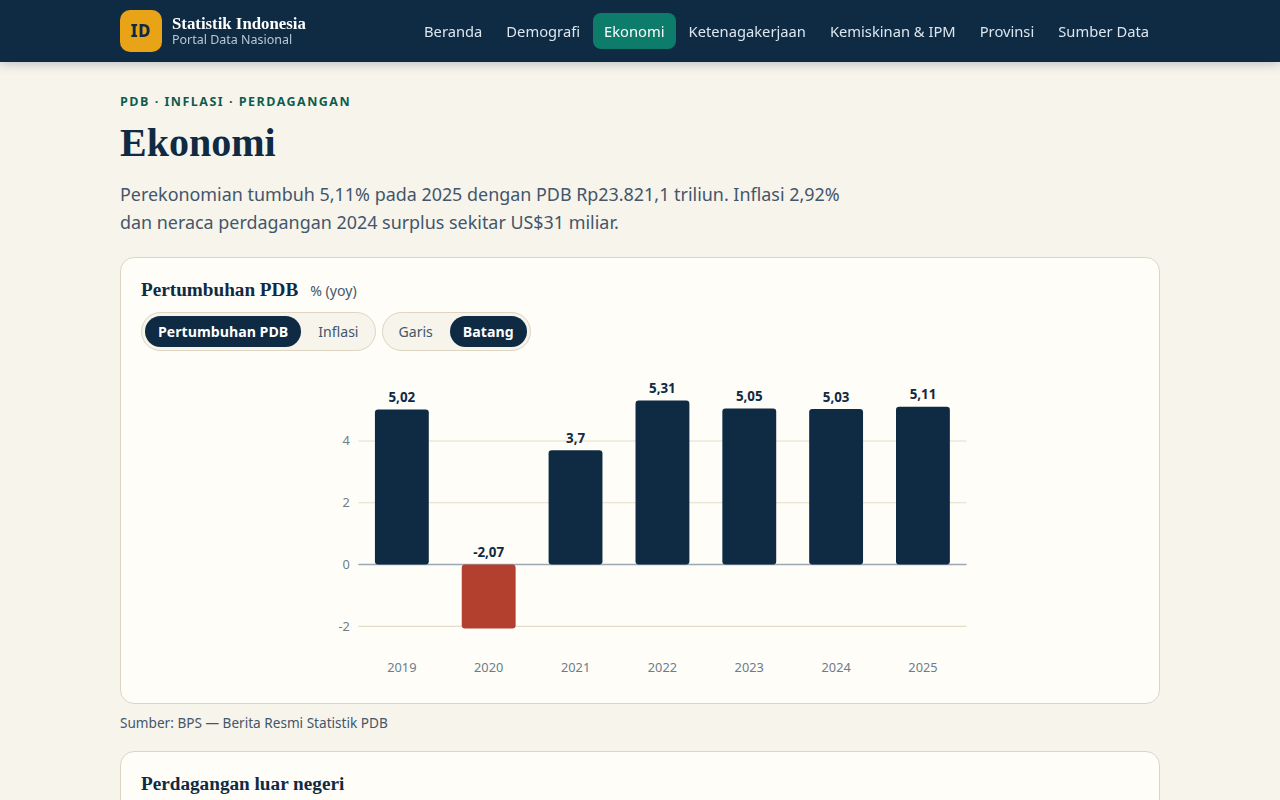 ID
Statistik Indonesia
Portal Data Nasional
Beranda Demografi Ekonomi Ketenagakerjaan Kemiskinan & IPM Provinsi Sumber Data
PDB · INFLASI · PERDAGANGAN
Ekonomi
Perekonomian tumbuh 5,11% pada 2025 dengan PDB Rp23.821,1 triliun. Inflasi 2,92%
dan neraca perdagangan 2024 surplus sekitar US$31 miliar.
Pertumbuhan PDB % (yoy)
Pertumbuhan PDB Inflasi Garis Batang
5,02 -2,07 3,7 5,31 5,05 5,03 5,11
4
2
0
-2
2019 2020 2021 2022 2023 2024 2025
Sumber: BPS — Berita Resmi Statistik PDB
Perdagangan luar negeri